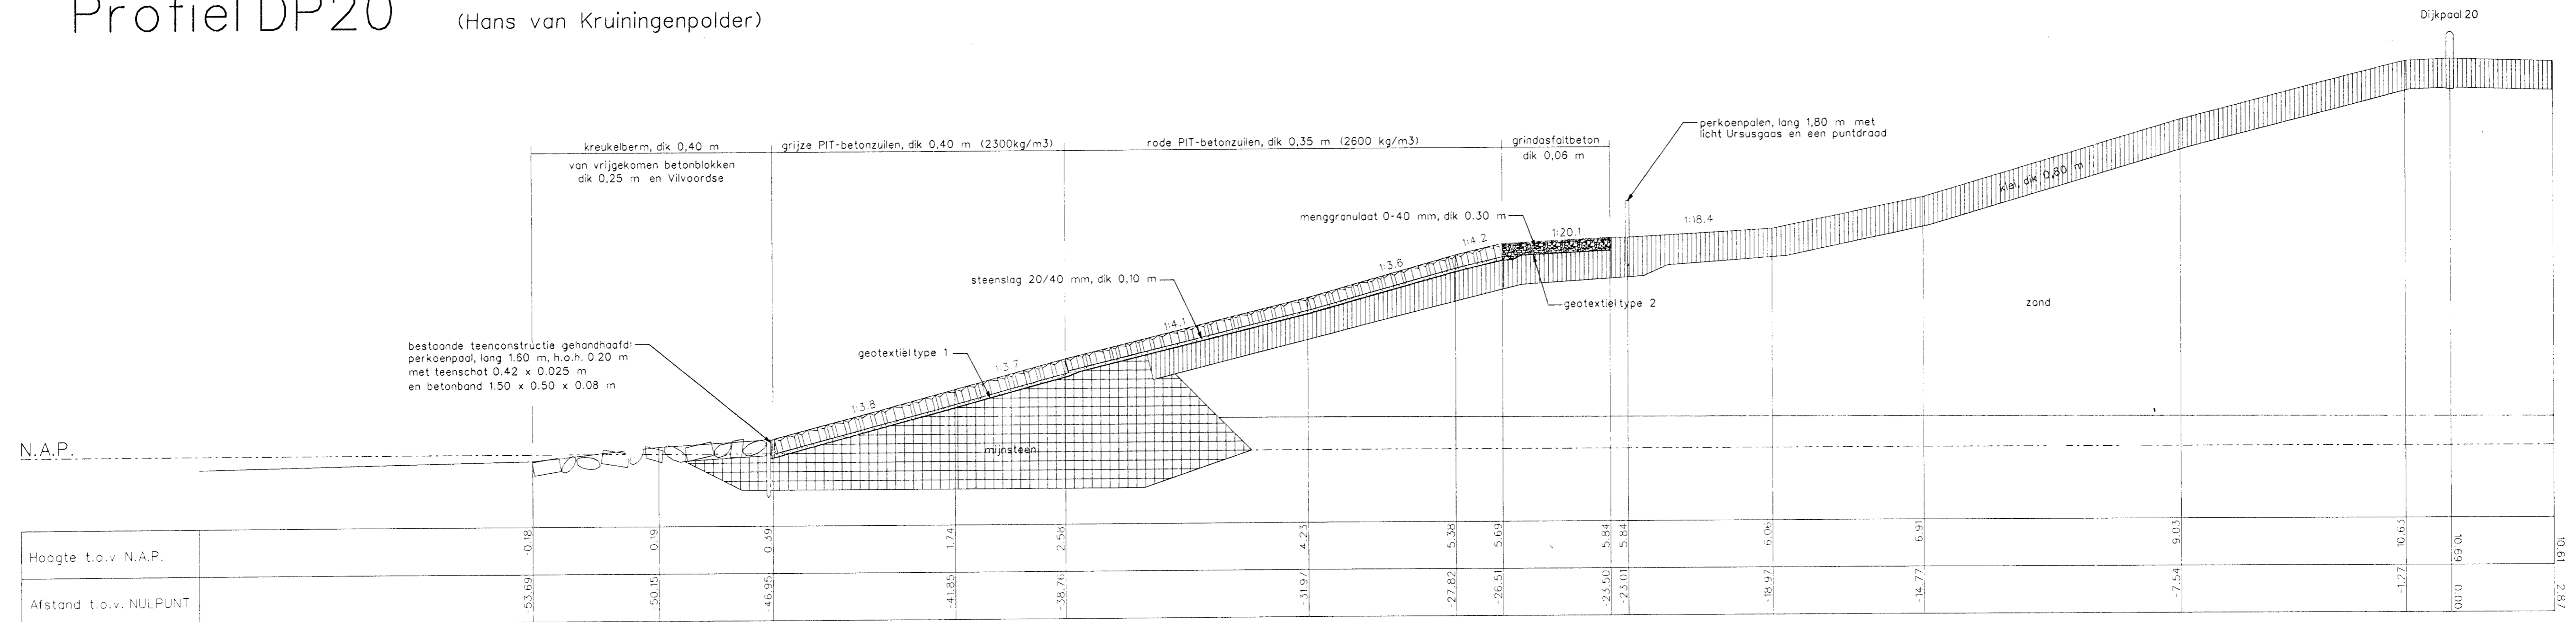 Profiel DP20
(Hans van Kruiningenpolder)
Dijkpaal 20
kreukelberm, dik 0,40 m
van vrijgekomen betonblokken
dik 0,25 m en Vilvoordse
grijze PIT-betonzuilen, dik 0,40 m (2300kg/m3)
rode PIT-betonzuilen, dik 0,35 m (2600 kg/m3)
grindasfaltbeton
dik 0,06 m
perkoenpalen, lang 1,80 m met
licht Ursusgaas en een puntdraad
klei, dik 0,80 m
menggranulaat 0-40 mm, dik 0.30 m
1:18.4
1:20.1
1:4.2
1:3.6
steenslag 20/40 mm, dik 0,10 m
geotextiel type 2
zand
1:4.1
bestaande teenconstructie gehandhaafd:
perkoenpaal, lang 1.60 m, h.o.h. 0.20 m
met teenschot 0.42 x 0.025 m
en betonband 1.50 x 0.50 x 0.08 m
geotextiel type 1
1:3.7
1:3.8
N.A.P.
mijnsteen
Hoogte t.o.v N.A.P.
-0.18 0.19 0.39 1.74 2.58 4.23 5.38 5.69 5.84 5.84 6.06 6.91 9.03 10.63 10.69 10.61
Afstand t.o.v. NULPUNT
-53.69 -50.15 -46.95 -41.85 -38.76 -31.97 -27.82 -26.51 -23.50 -23.01 -18.97 -14.77 -7.54 -1.27 0.00 2.87